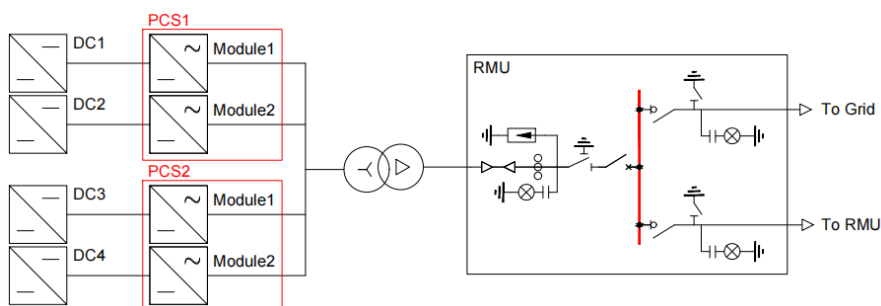 PCS1
DC1
Module1
DC2
Module2
PCS2
DC3
Module1
DC4
Module2
RMU
To Grid
To RMU